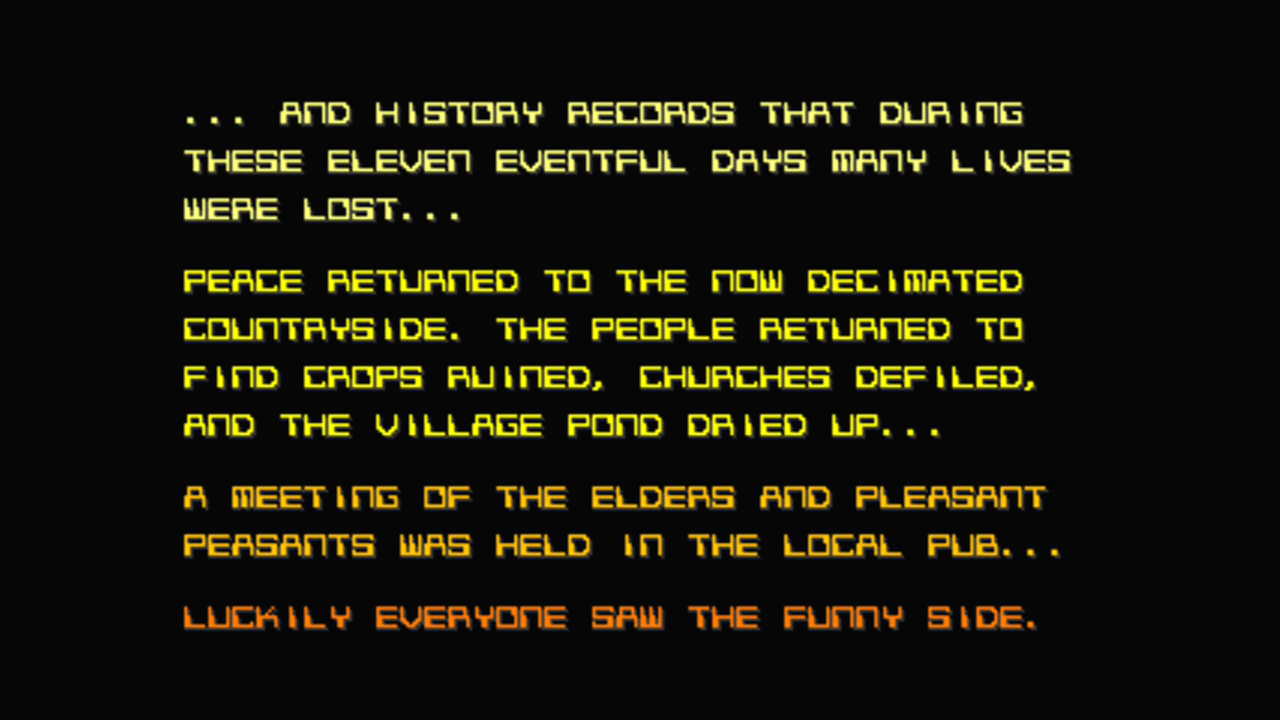 ... AND HISTORY RECORDS THAT DURING
THESE ELEVEN EVENTFUL DAYS MANY LIVES
WERE LOST...
PEACE RETURNED TO THE NOW DECIMATED
COUNTRYSIDE. THE PEOPLE RETURNED TO
FIND CROPS RUINED, CHURCHES DEFILED,
AND THE VILLAGE POND DRIED UP...
A MEETING OF THE ELDERS AND PLEASANT
PEASANTS WAS HELD IN THE LOCAL PUB...
LUCKILY EVERYONE SAW THE FUNNY SIDE.